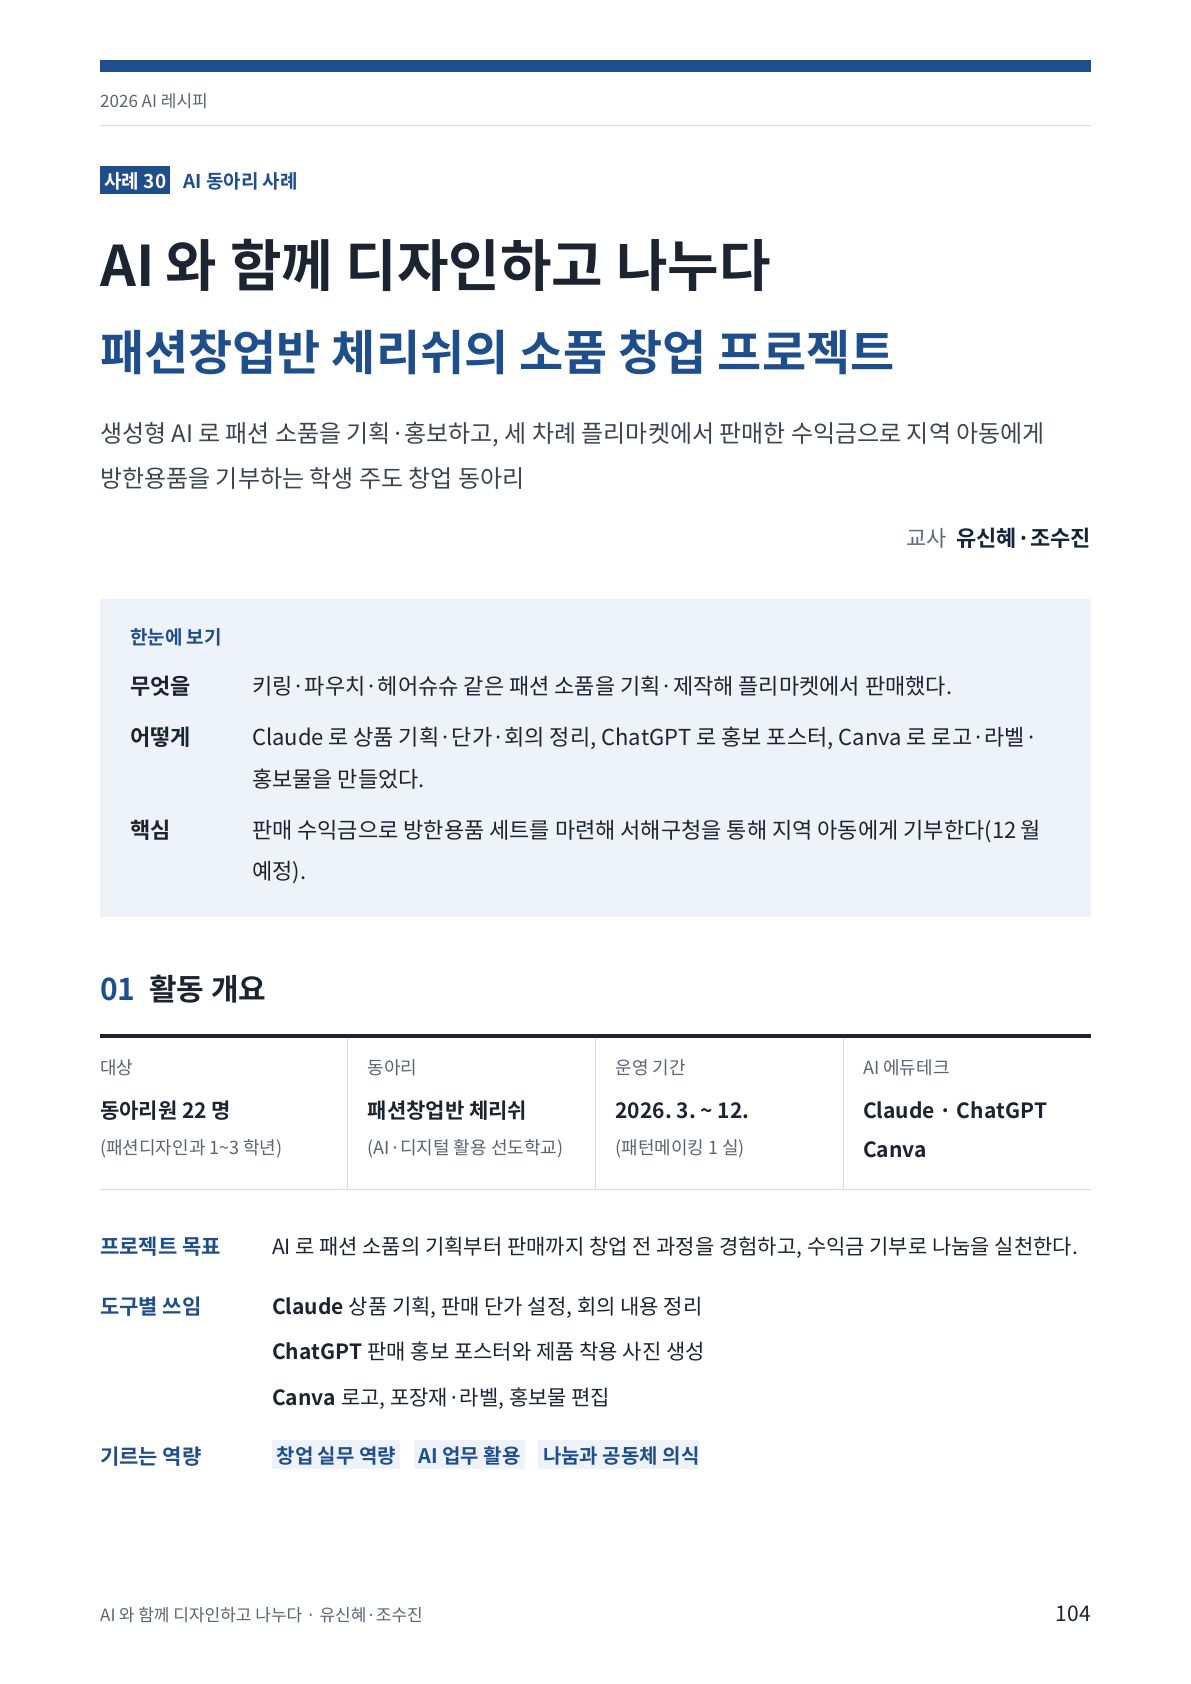 2026 AI 레시피
사례 30 AI 동아리 사례
AI 와 함께 디자인하고 나누다
패션창업반 체리쉬의 소품 창업 프로젝트
생성형 AI 로 패션 소품을 기획·홍보하고, 세 차례 플리마켓에서 판매한 수익금으로 지역 아동에게
방한용품을 기부하는 학생 주도 창업 동아리
교사 유신혜·조수진
한눈에 보기
무엇을 키링·파우치·헤어슈슈 같은 패션 소품을 기획·제작해 플리마켓에서 판매했다.
어떻게 Claude 로 상품 기획·단가·회의 정리, ChatGPT 로 홍보 포스터, Canva 로 로고·라벨·
홍보물을 만들었다.
핵심 판매 수익금으로 방한용품 세트를 마련해 서해구청을 통해 지역 아동에게 기부한다(12 월
예정).
01 활동 개요
대상
동아리원 22 명
(패션디자인과 1~3 학년)
동아리
패션창업반 체리쉬
(AI·디지털 활용 선도학교)
운영 기간
2026. 3. ~ 12.
(패턴메이킹 1 실)
AI 에듀테크
Claude · ChatGPT
Canva
프로젝트 목표 AI 로 패션 소품의 기획부터 판매까지 창업 전 과정을 경험하고, 수익금 기부로 나눔을 실천한다.
도구별 쓰임 Claude 상품 기획, 판매 단가 설정, 회의 내용 정리
ChatGPT 판매 홍보 포스터와 제품 착용 사진 생성
Canva 로고, 포장재·라벨, 홍보물 편집
기르는 역량 창업 실무 역량 AI 업무 활용 나눔과 공동체 의식
AI 와 함께 디자인하고 나누다 · 유신혜·조수진 104